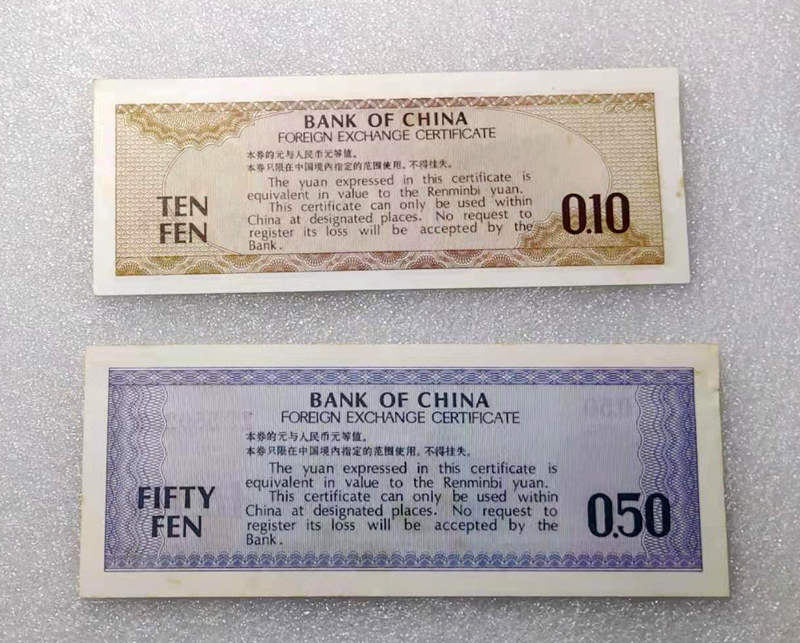 BANK OF CHINA
FOREIGN EXCHANGE CERTIFICATE
本券的元与人民币元等值。
本券只限在中国境内指定的范围使用，不得挂失。
The yuan expressed in this certificate is
equivalent in value to the Renminbi yuan.
This certificate can only be used within
China at designated places. No request to
register its loss will be accepted by the
Bank.
TEN
FEN
0.10
BANK OF CHINA
FOREIGN EXCHANGE CERTIFICATE
本券的元与人民币元等值。
本券只限在中国境内指定的范围使用，不得挂失。
The yuan expressed in this certificate is
equivalent in value to the Renminbi yuan.
This certificate can only be used within
China at designated places. No request to
register its loss will be accepted by the
Bank.
FIFTY
FEN
0.50